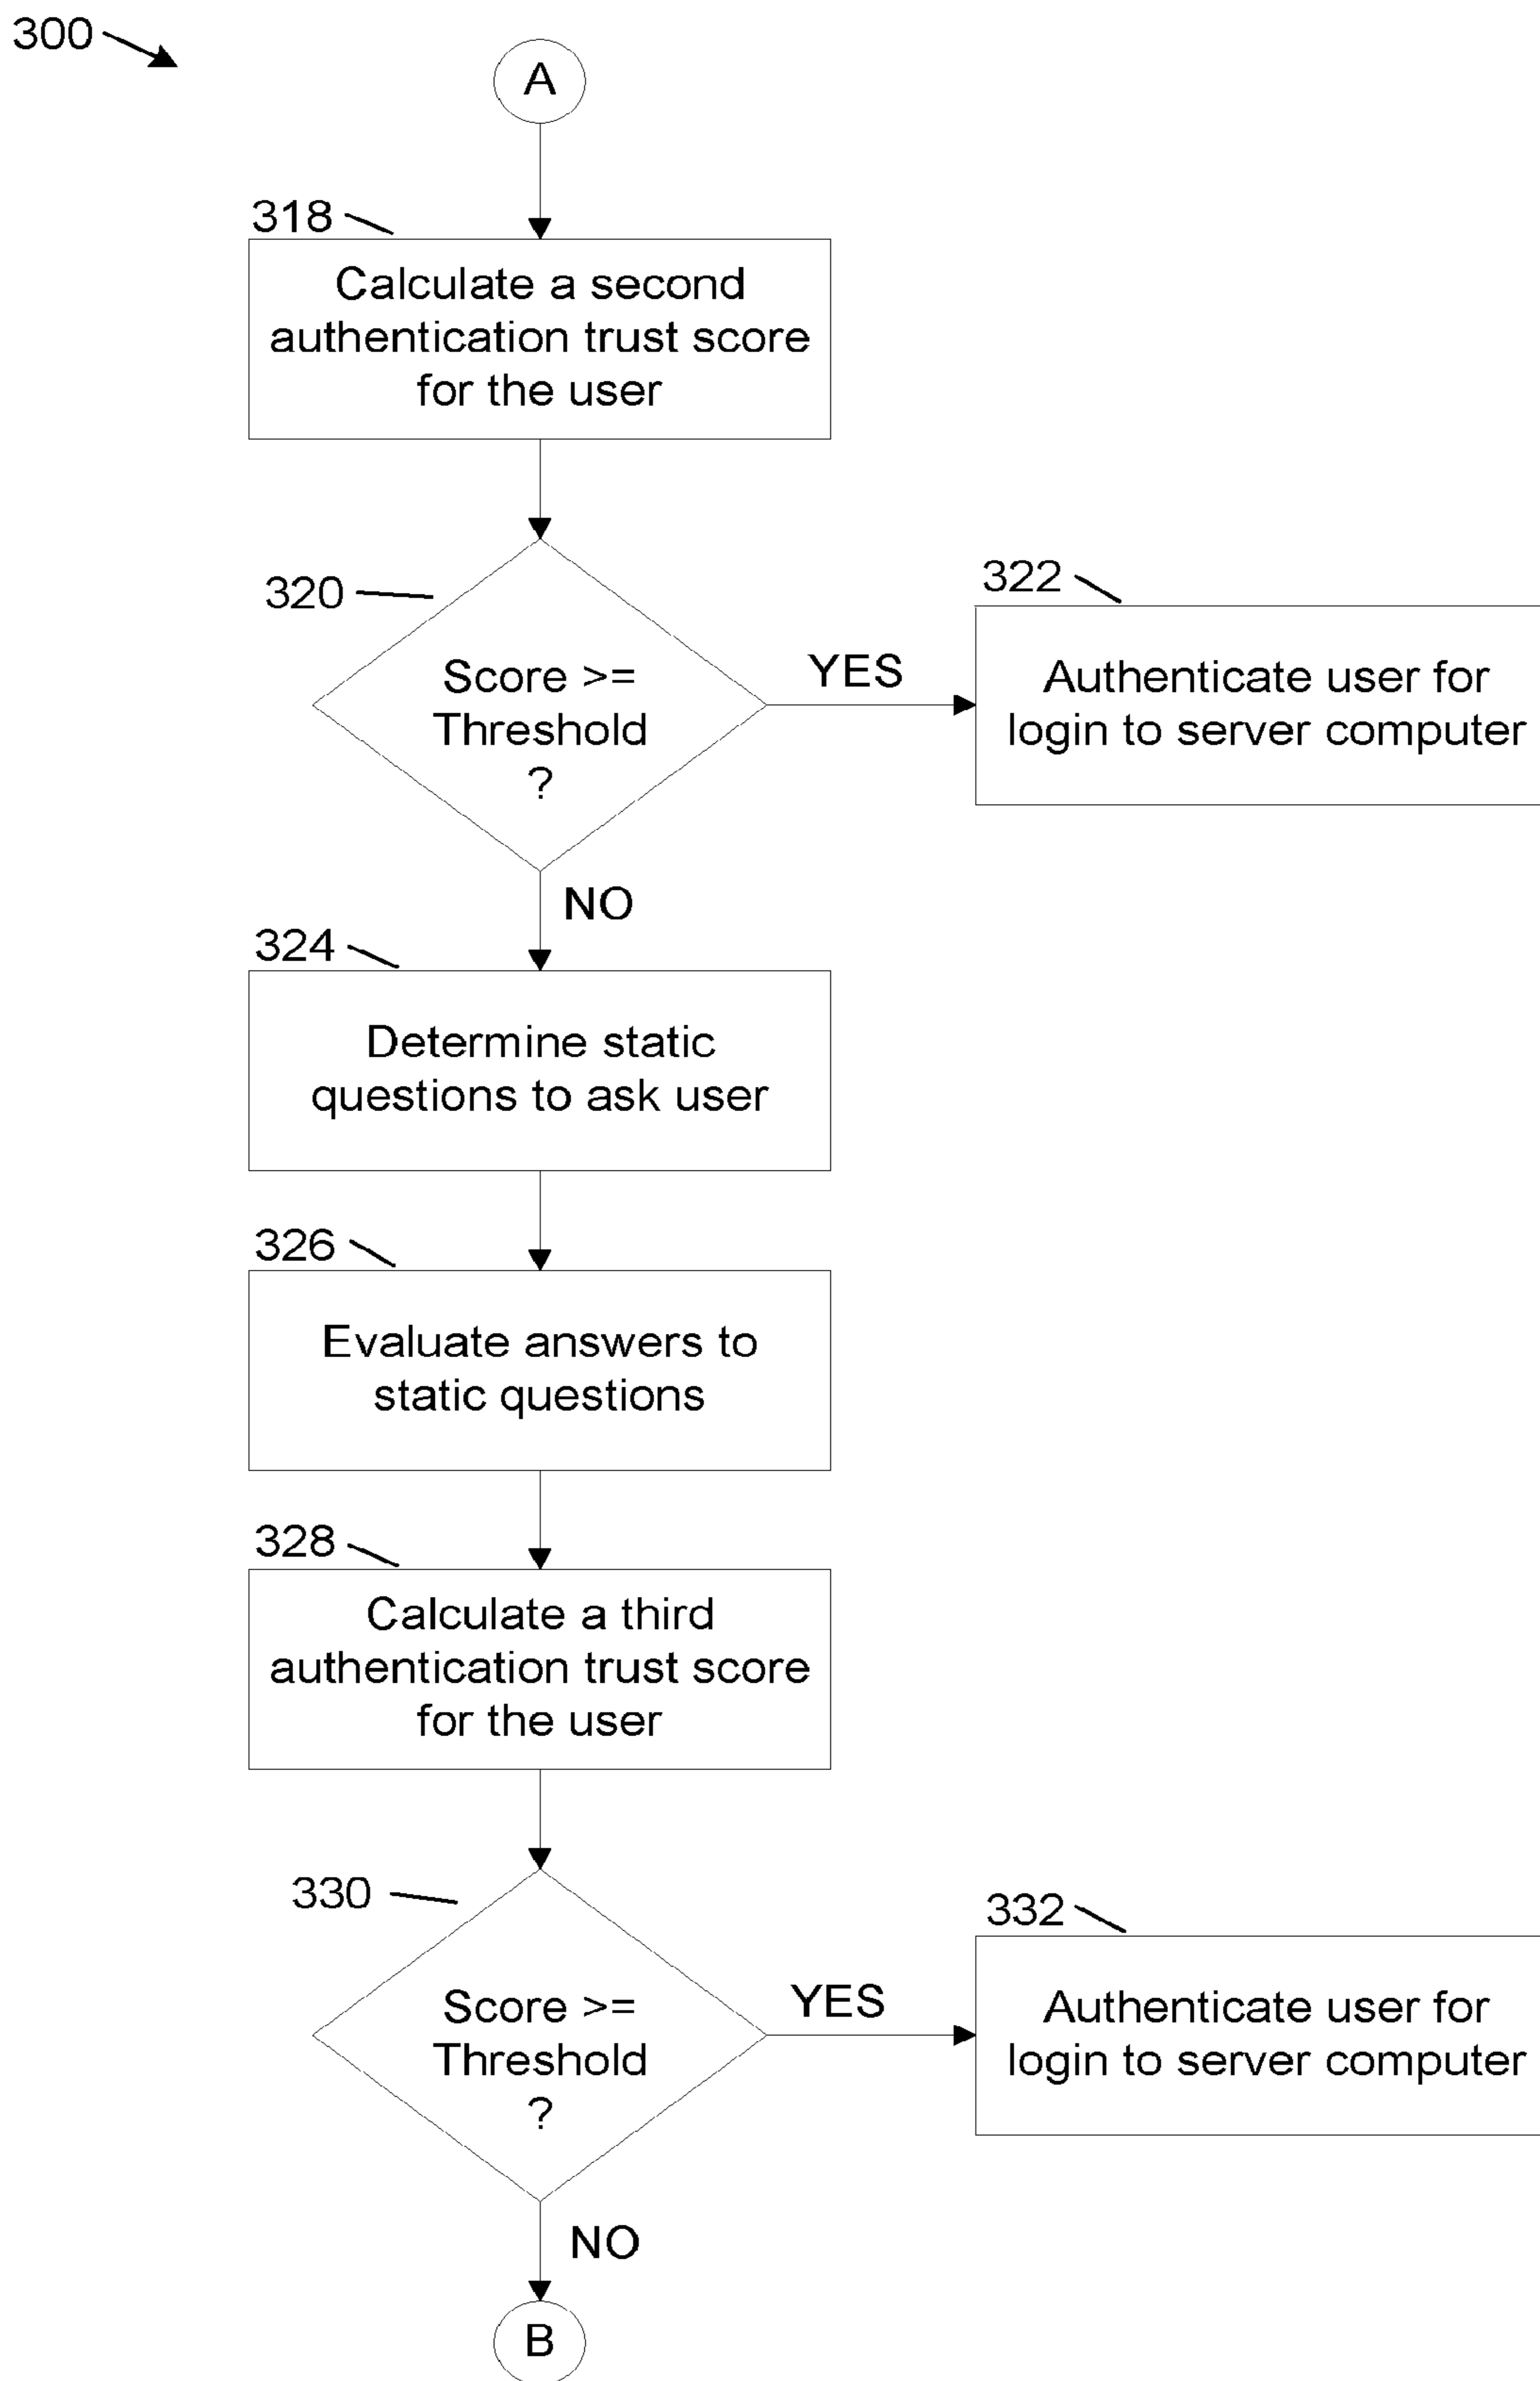 300
A
318
Calculate a second
authentication trust score
for the user
320
Score >=
Threshold
?
YES
322
Authenticate user for
login to server computer
NO
324
Determine static
questions to ask user
326
Evaluate answers to
static questions
328
Calculate a third
authentication trust score
for the user
330
Score >=
Threshold
?
YES
332
Authenticate user for
login to server computer
NO
B